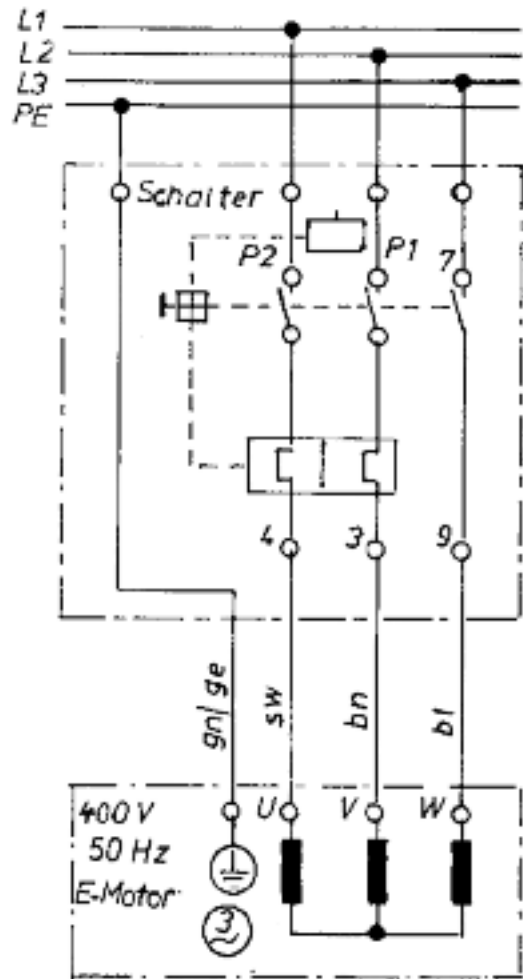 L1
L2
L3
PE
Schalter
P2 P1 7
4 3 9
gn/ge sw bn bl
400 V U V W
50 Hz
E-Motor
3